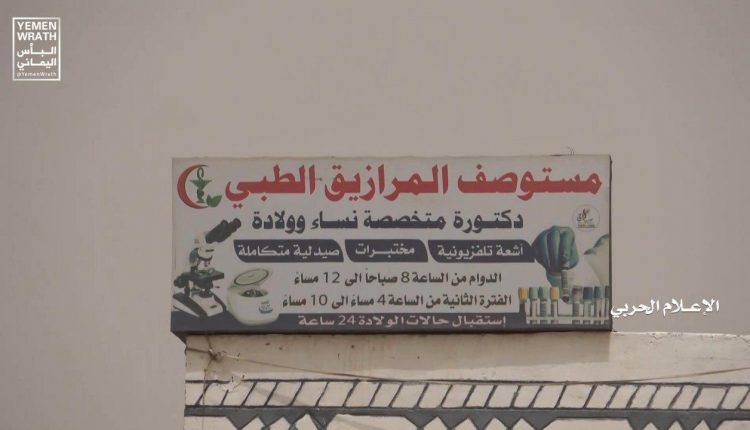 YEMEN
WRATH
البأس
اليماني
@YemenWrath
مستوصف المرازيق الطبي
دكتورة متخصصة نساء وولادة
أشعة تلفزيونية مختبرات صيدلية متكاملة
الدوام من الساعة 8 صباحاً الى 12 مساءً
الفترة الثانية من الساعة 4 مساءً الى 10 مساءً
إستقبال حالات الولادة 24 ساعة
الإعلام الحربي